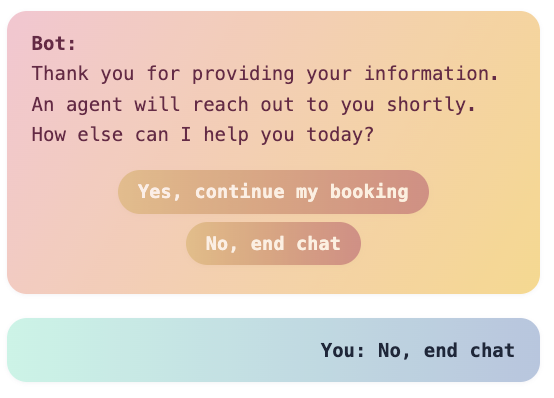 Bot:
Thank you for providing your information.
An agent will reach out to you shortly.
How else can I help you today?
Yes, continue my booking
No, end chat
You: No, end chat